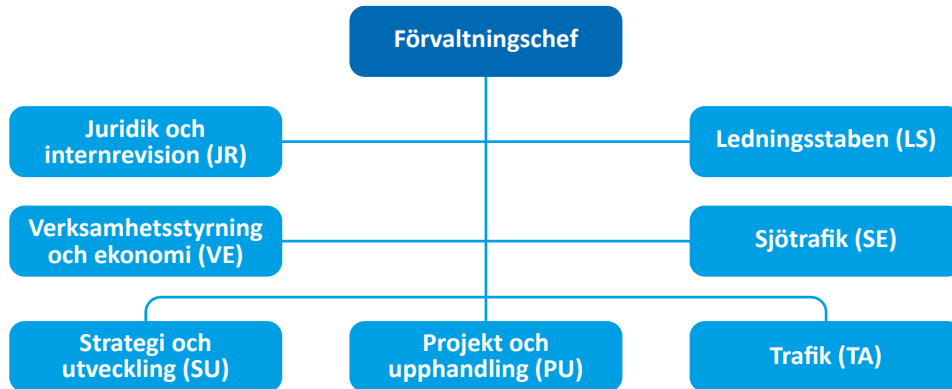 Förvaltningschef
Juridik och
internrevision (JR)
Ledningsstaben (LS)
Verksamhetsstyrning
och ekonomi (VE)
Sjötrafik (SE)
Strategi och
utveckling (SU)
Projekt och
upphandling (PU)
Trafik (TA)